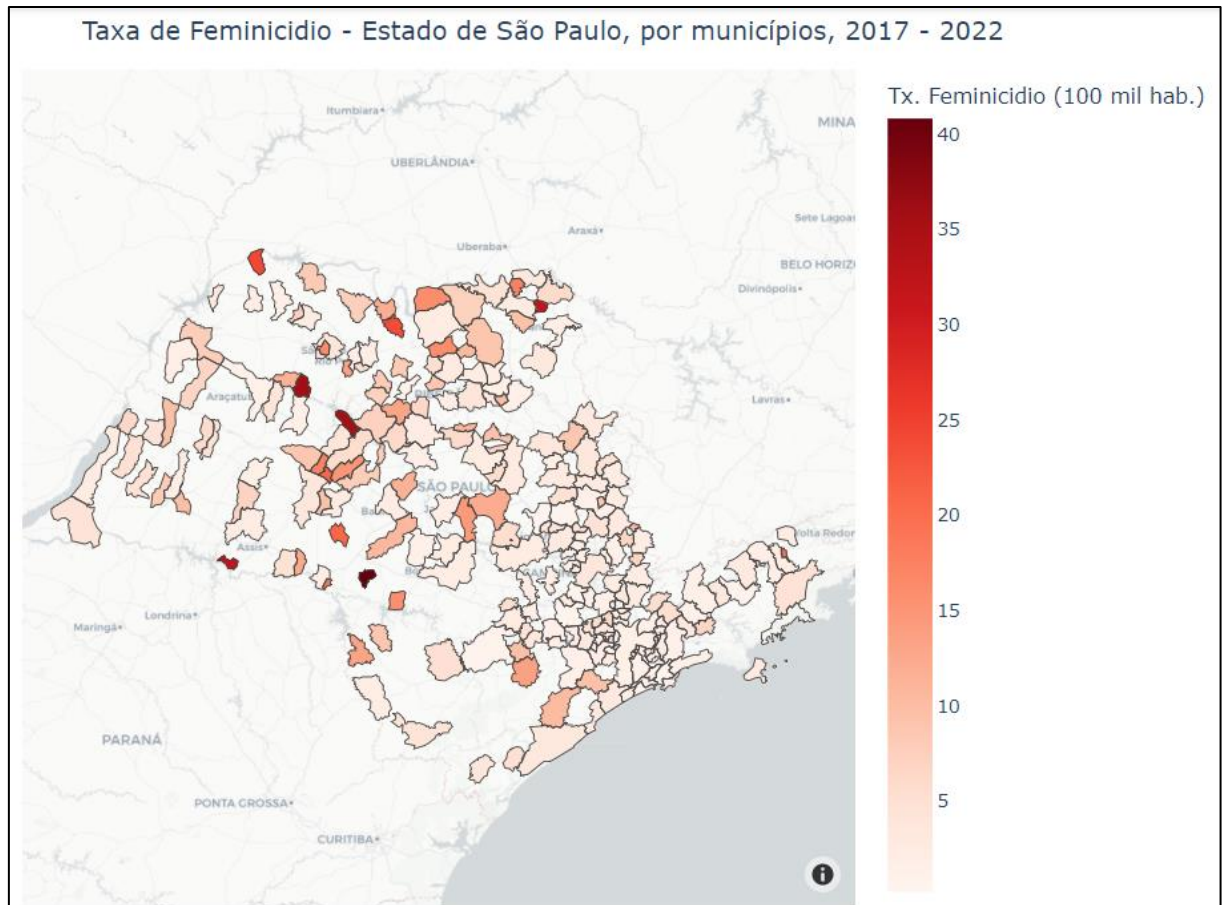 Taxa de Feminicidio - Estado de São Paulo, por municípios, 2017 - 2022
Tx. Feminicidio (100 mil hab.)
40
35
30
25
20
15
10
5
Itumbiara
MINA
UBERLÂNDIA
Sete Lagoas
Araxá
Uberaba
BELO HORIZ
Divinópolis
Araçatu
Lavras
SÃO PAULO
Assis
Volta Redon
Londrina
Maringá
PARANÁ
PONTA GROSSA
CURITIBA
i